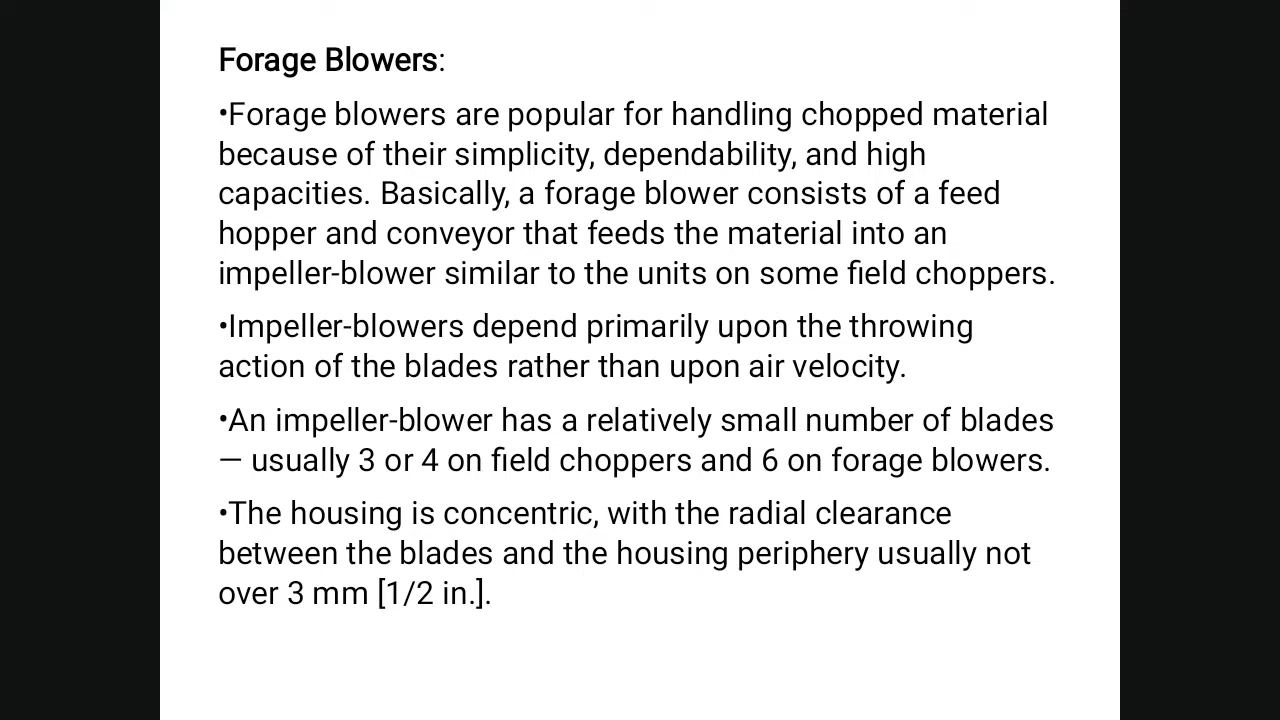 Forage Blowers:
•Forage blowers are popular for handling chopped material
because of their simplicity, dependability, and high
capacities. Basically, a forage blower consists of a feed
hopper and conveyor that feeds the material into an
impeller-blower similar to the units on some field choppers.
•Impeller-blowers depend primarily upon the throwing
action of the blades rather than upon air velocity.
•An impeller-blower has a relatively small number of blades
— usually 3 or 4 on field choppers and 6 on forage blowers.
•The housing is concentric, with the radial clearance
between the blades and the housing periphery usually not
over 3 mm [1/2 in.].